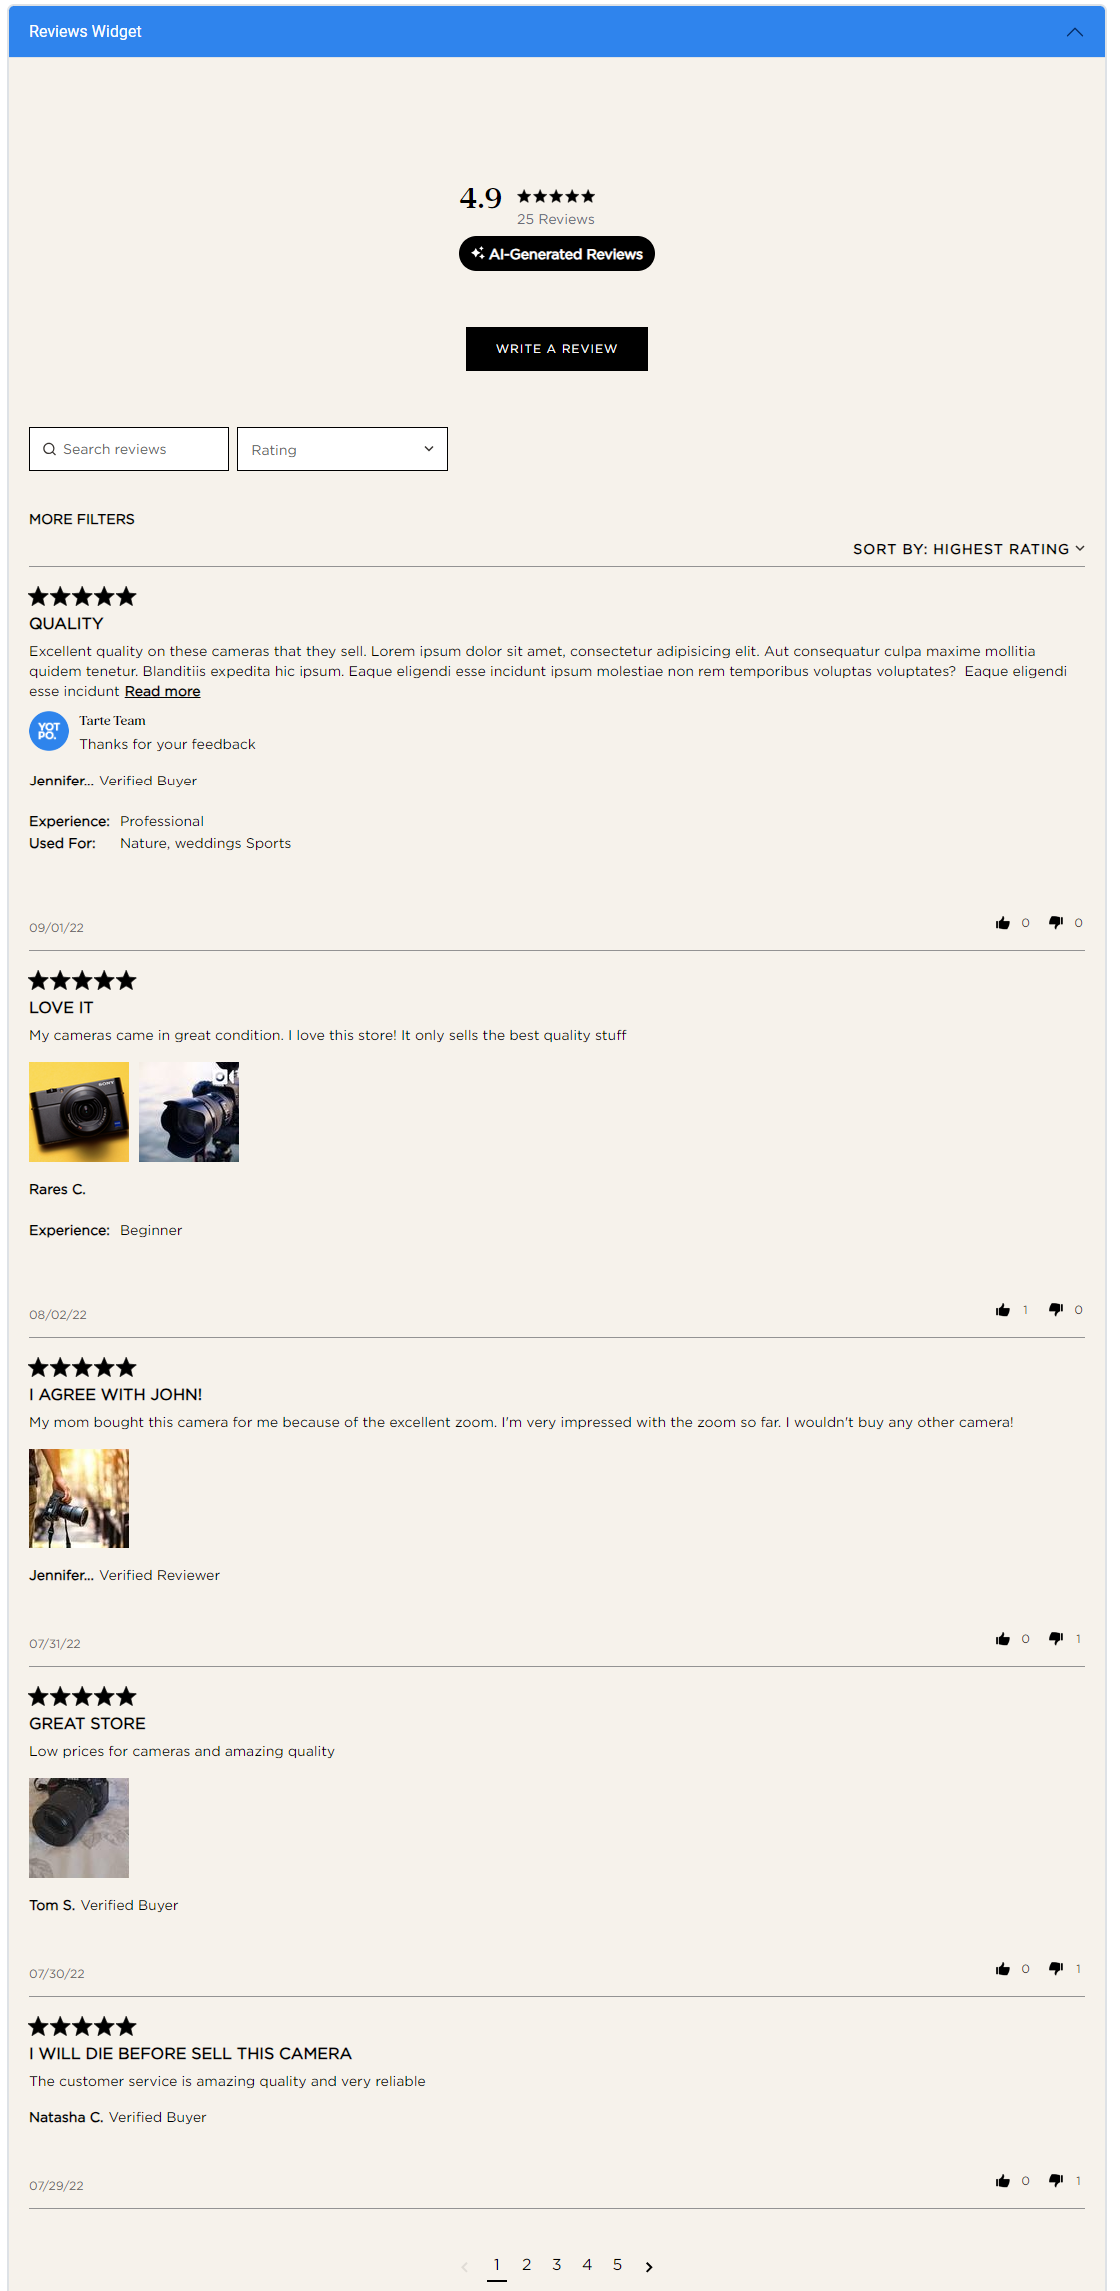 Reviews Widget
4.9
25 Reviews
AI-Generated Reviews
WRITE A REVIEW
Search reviews
Rating
MORE FILTERS
SORT BY: HIGHEST RATING
QUALITY
Excellent quality on these cameras that they sell. Lorem ipsum dolor sit amet, consectetur adipisicing elit. Aut consequatur culpa maxime mollitia
quidem tenetur. Blanditiis expedita hic ipsum. Eaque eligendi esse incidunt ipsum molestiae non rem temporibus voluptas voluptates?  Eaque eligendi
esse incidunt Read more
YOT
PO.
Tarte Team
Thanks for your feedback
Jennifer... Verified Buyer
Experience: Professional
Used For: Nature, weddings Sports
09/01/22
0 0
LOVE IT
My cameras came in great condition. I love this store! It only sells the best quality stuff
SONY
Rares C.
Experience: Beginner
08/02/22
1 0
I AGREE WITH JOHN!
My mom bought this camera for me because of the excellent zoom. I'm very impressed with the zoom so far. I wouldn't buy any other camera!
Jennifer... Verified Reviewer
07/31/22
0 1
GREAT STORE
Low prices for cameras and amazing quality
Tom S. Verified Buyer
07/30/22
0 1
I WILL DIE BEFORE SELL THIS CAMERA
The customer service is amazing quality and very reliable
Natasha C. Verified Buyer
07/29/22
0 1
1 2 3 4 5